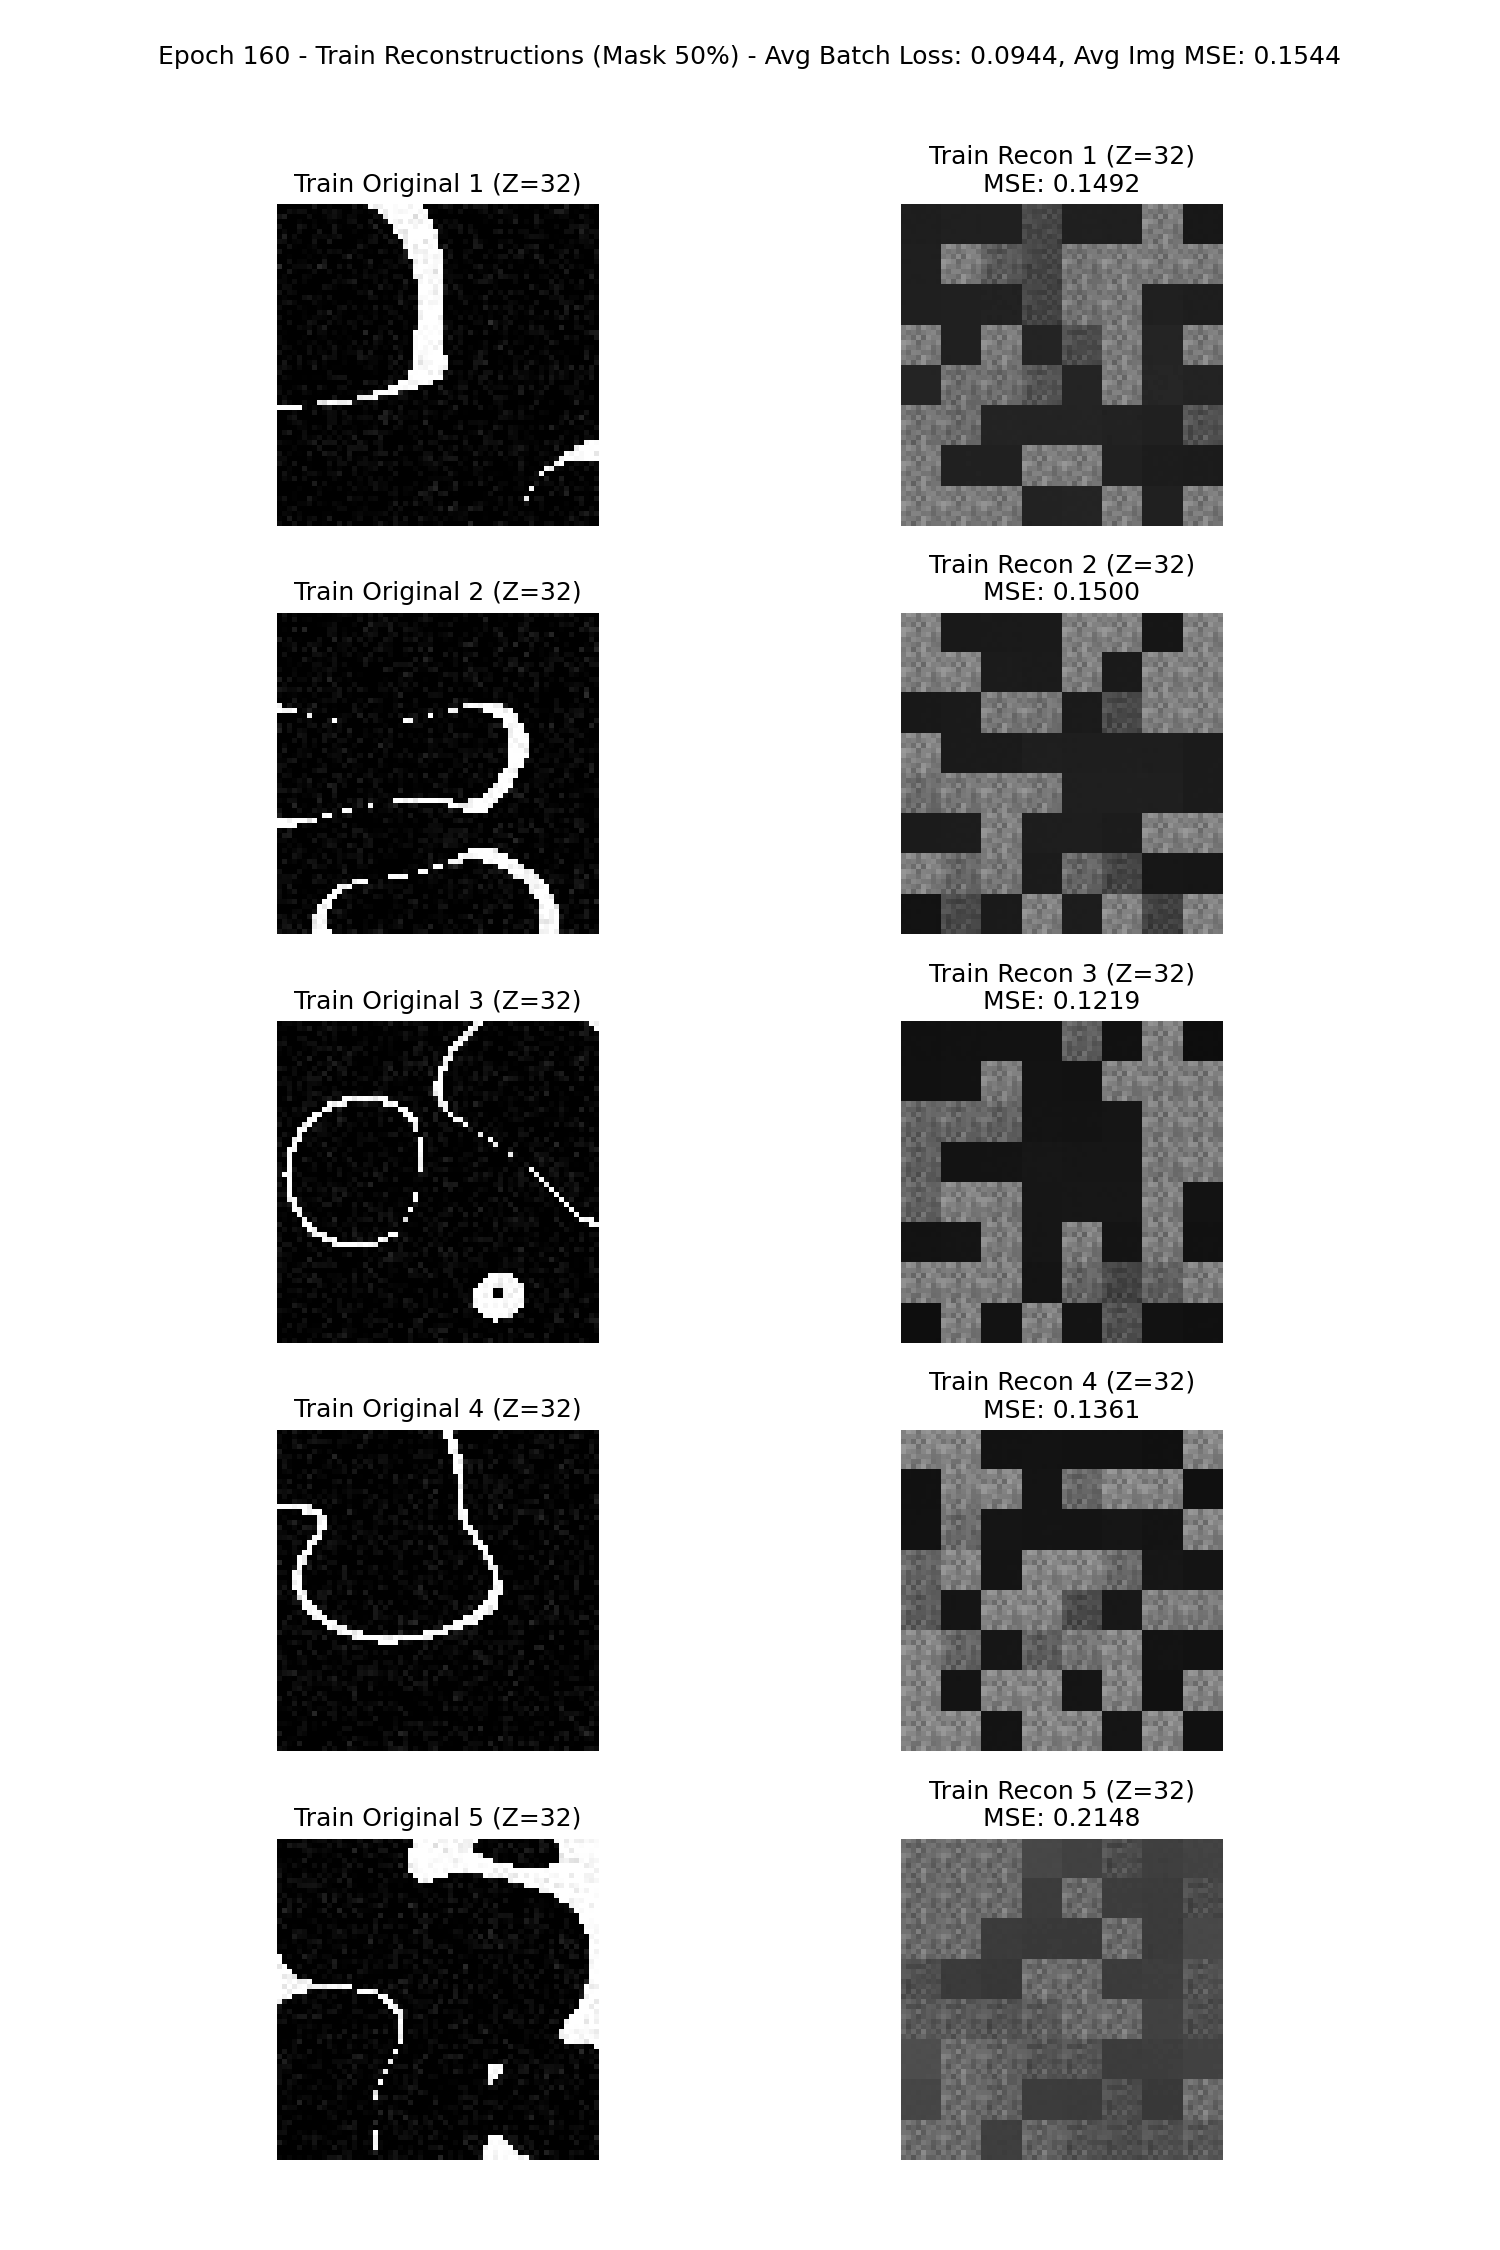 Epoch 160 - Train Reconstructions (Mask 50%) - Avg Batch Loss: 0.0944, Avg Img MSE: 0.1544
Train Original 1 (Z=32)
Train Recon 1 (Z=32)
MSE: 0.1492
Train Original 2 (Z=32)
Train Recon 2 (Z=32)
MSE: 0.1500
Train Original 3 (Z=32)
Train Recon 3 (Z=32)
MSE: 0.1219
Train Original 4 (Z=32)
Train Recon 4 (Z=32)
MSE: 0.1361
Train Original 5 (Z=32)
Train Recon 5 (Z=32)
MSE: 0.2148